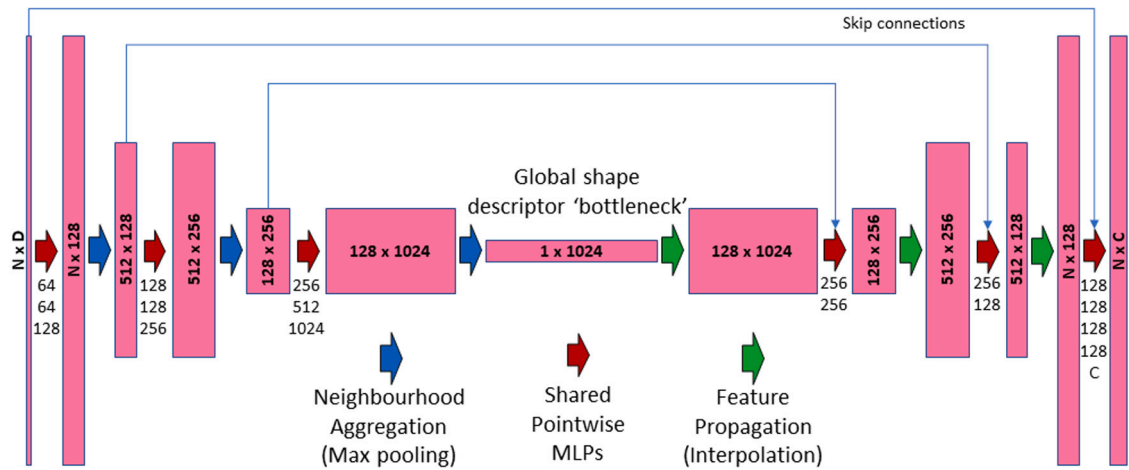 Skip connections
N x D
64
64
128
N x 128
512 x 128
128
128
256
512 x 256
128 x 256
256
512
1024
128 x 1024
Global shape
descriptor ‘bottleneck’
1 x 1024
128 x 1024
256
256
128 x 256
512 x 256
256
128
512 x 128
N x 128
128
128
128
128
C
N x C
Neighbourhood
Aggregation
(Max pooling)
Shared
Pointwise
MLPs
Feature
Propagation
(Interpolation)